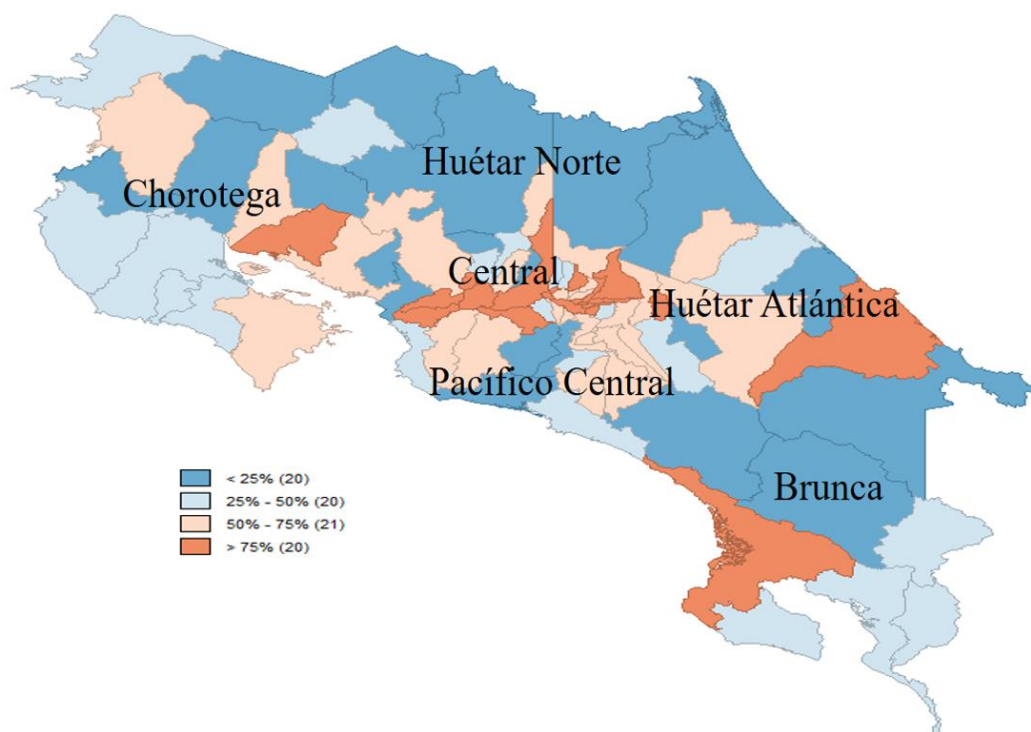 Huétar Norte
Chorotega
Central
Huétar Atlántica
Pacífico Central
Brunca
< 25% (20)
25% - 50% (20)
50% - 75% (21)
> 75% (20)